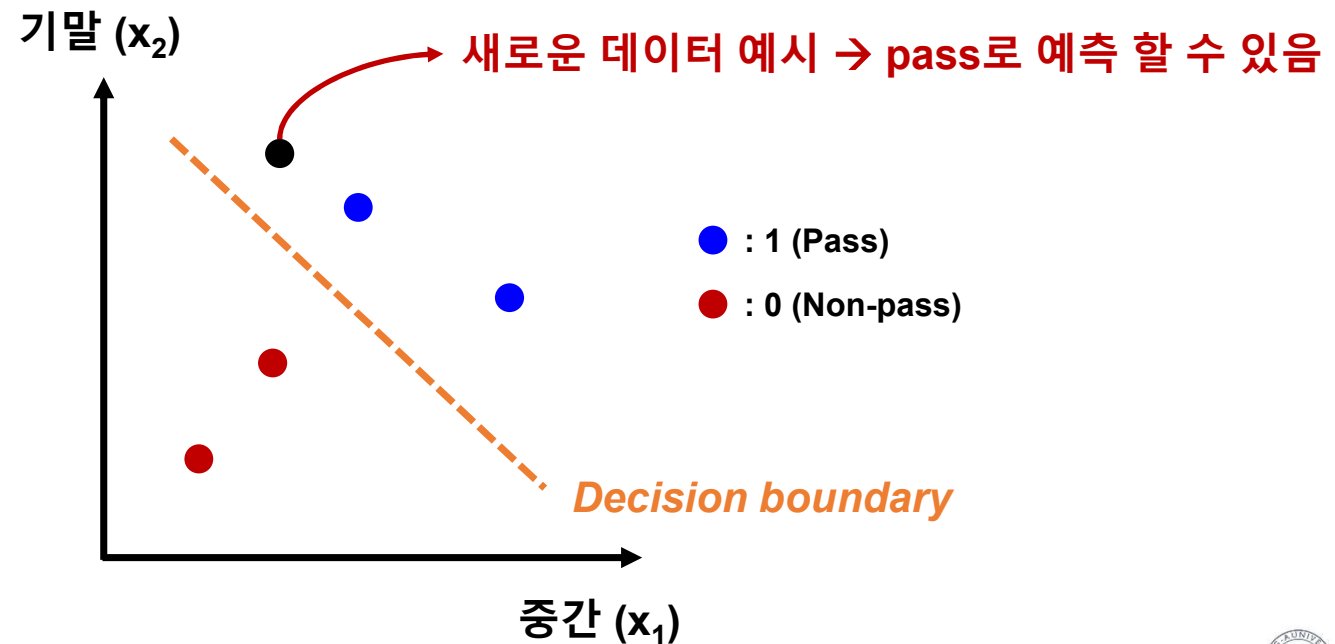 기말 (x₂)
새로운 데이터 예시 → pass로 예측 할 수 있음
: 1 (Pass)
: 0 (Non-pass)
Decision boundary
중간 (x₁)